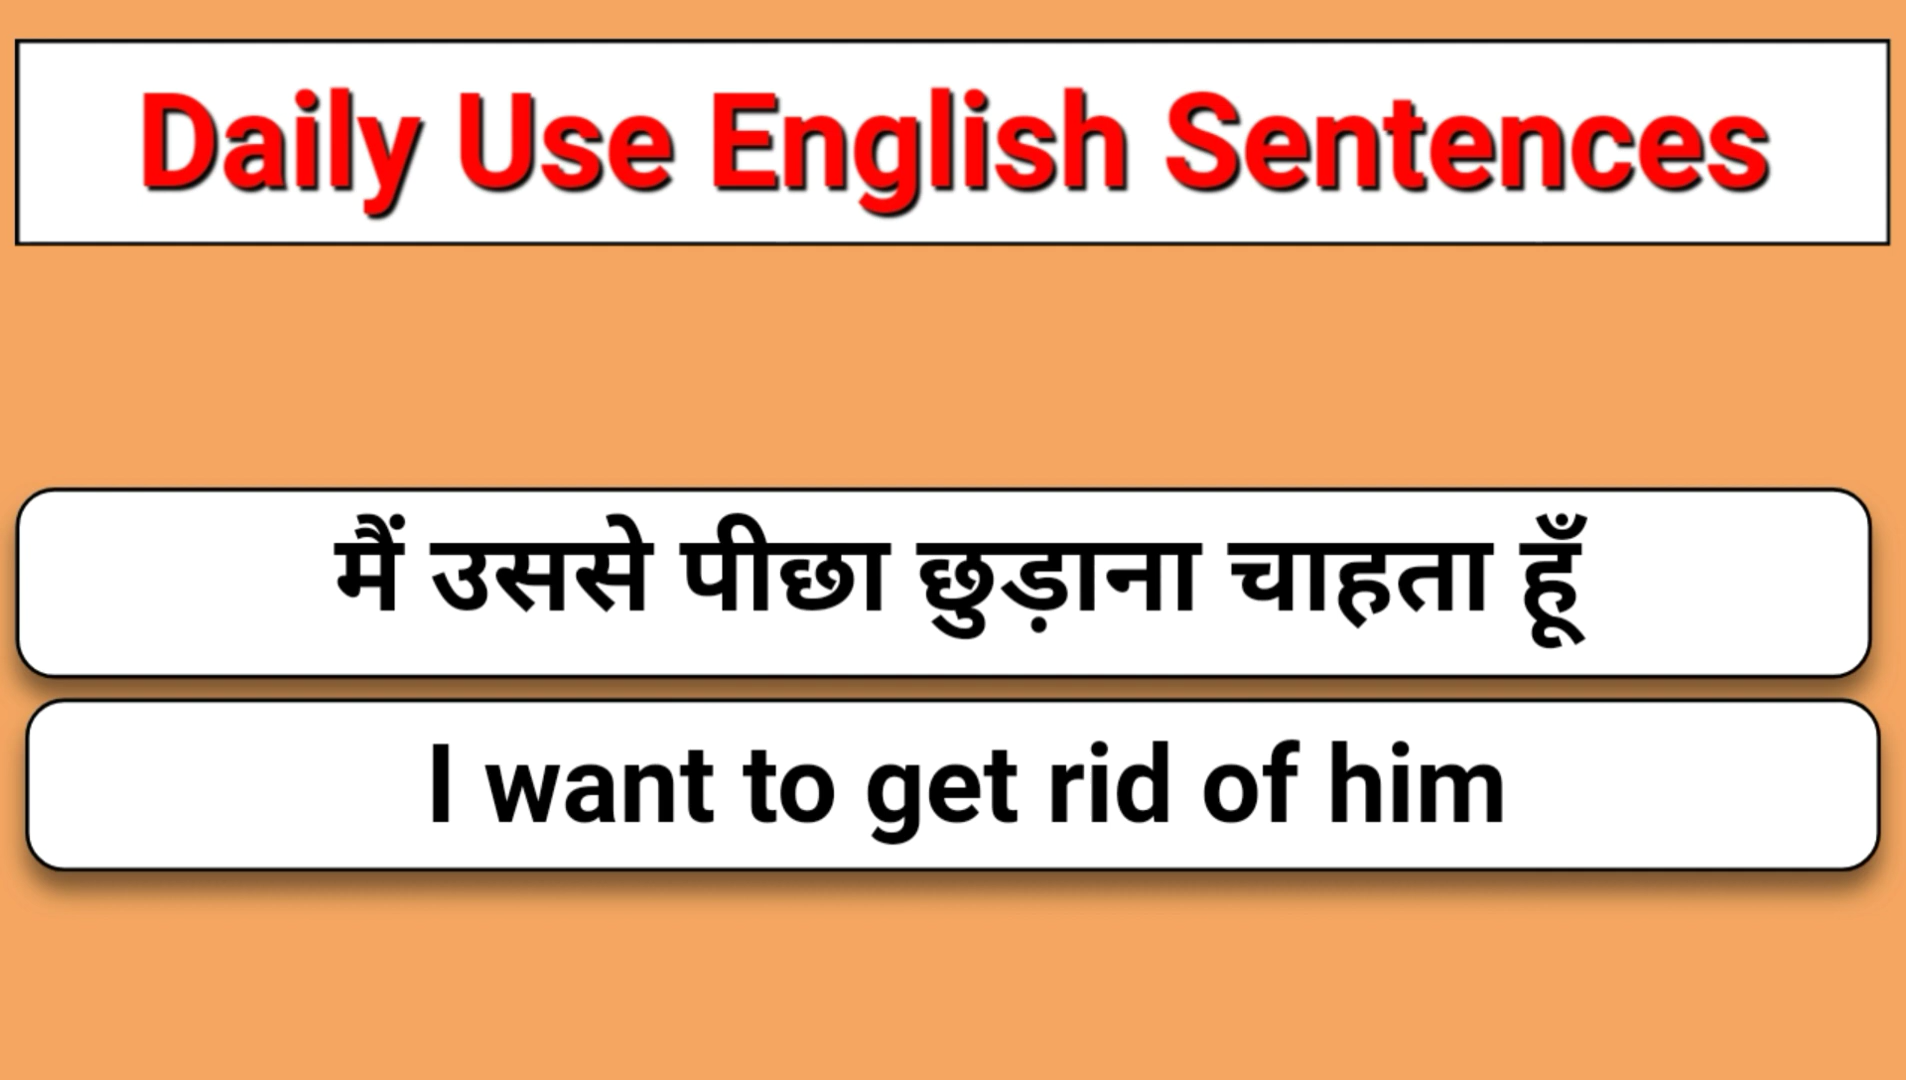 Daily Use English Sentences
मैं उससे पीछा छुड़ाना चाहता हूँ
I want to get rid of him